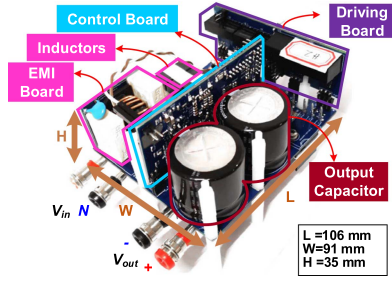 Control Board
Driving
Board
Inductors
EMI
Board
H
Output
Capacitor
L
W
Vin N
-
Vout +
L =106 mm
W=91 mm
H =35 mm